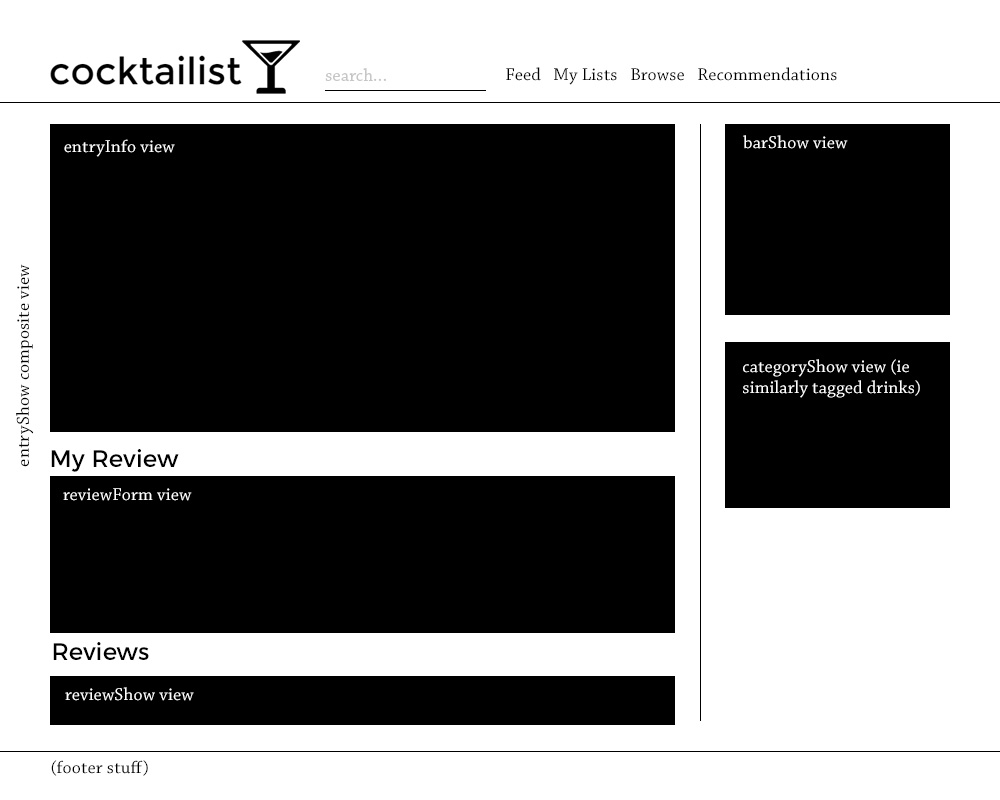 cocktailist
search...
Feed My Lists Browse Recommendations
entryShow composite view
entryInfo view
My Review
reviewForm view
Reviews
reviewShow view
barShow view
categoryShow view (ie
similarly tagged drinks)
(footer stuff)